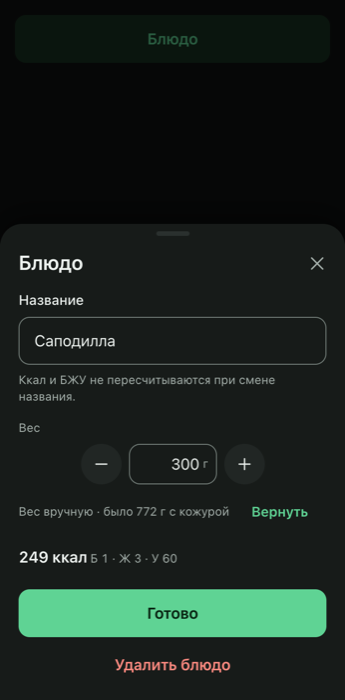 Блюдо
Блюдо
Название
Саподилла
Ккал и БЖУ не пересчитываются при смене
названия.
Вес
− 300 г +
Вес вручную · было 772 г с кожурой Вернуть
249 ккал Б 1 · Ж 3 · У 60
Готово
Удалить блюдо